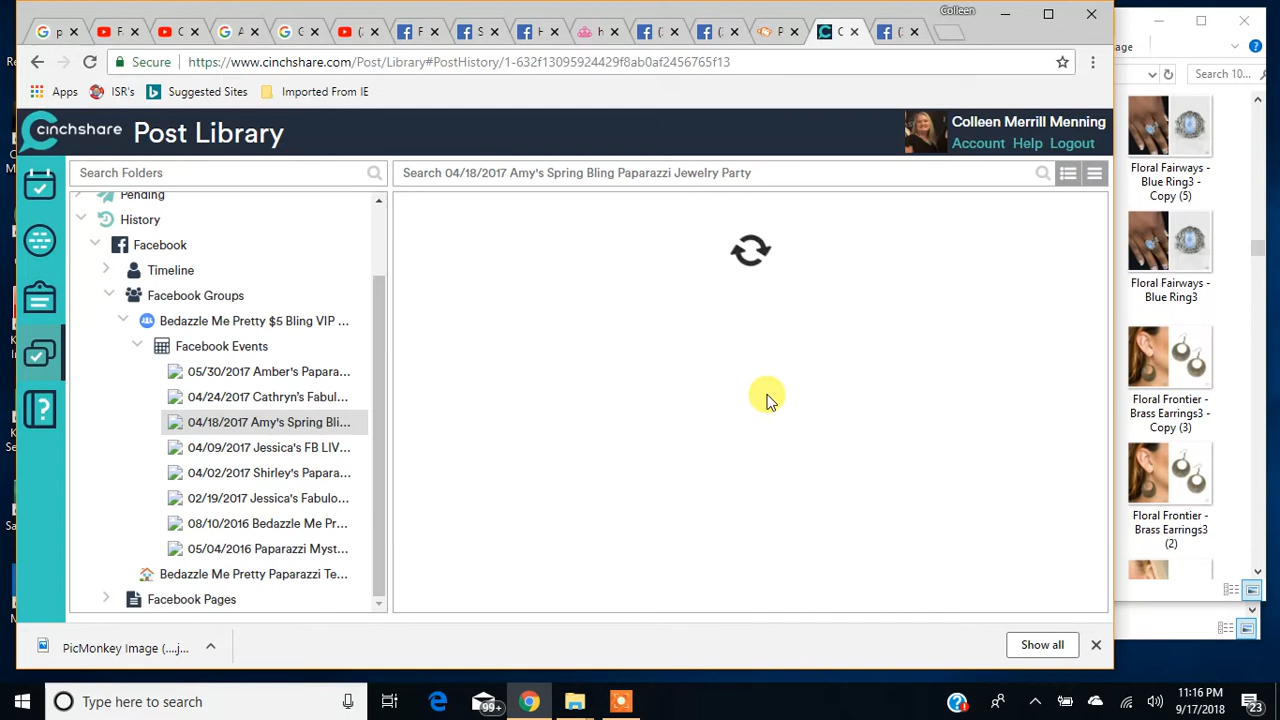 Colleen
Secure
https://www.cinchshare.com/Post/Library#PostHistory/1-632f13095924429f8ab0af2456765f13
Apps
ISR's
Suggested Sites
Imported From IE
cinchshare
Post Library
Colleen Merrill Menning
Account Help Logout
Search Folders
Search 04/18/2017 Amy's Spring Bling Paparazzi Jewelry Party
Pending
History
Facebook
Timeline
Facebook Groups
Bedazzle Me Pretty $5 Bling VIP ...
Facebook Events
05/30/2017 Amber's Papara...
04/24/2017 Cathryn's Fabul...
04/18/2017 Amy's Spring Bli...
04/09/2017 Jessica's FB LIV...
04/02/2017 Shirley's Papara...
02/19/2017 Jessica's Fabulo...
08/10/2016 Bedazzle Me Pr...
05/04/2016 Paparazzi Myst...
Bedazzle Me Pretty Paparazzi Te...
Facebook Pages
Search 10...
Floral Fairways -
Blue Ring3 -
Copy (5)
Floral Fairways -
Blue Ring3
Floral Frontier -
Brass Earrings3 -
Copy (3)
Floral Frontier -
Brass Earrings3
(2)
PicMonkey Image (....j...
Show all
Type here to search
99+
11:16 PM
9/17/2018
23